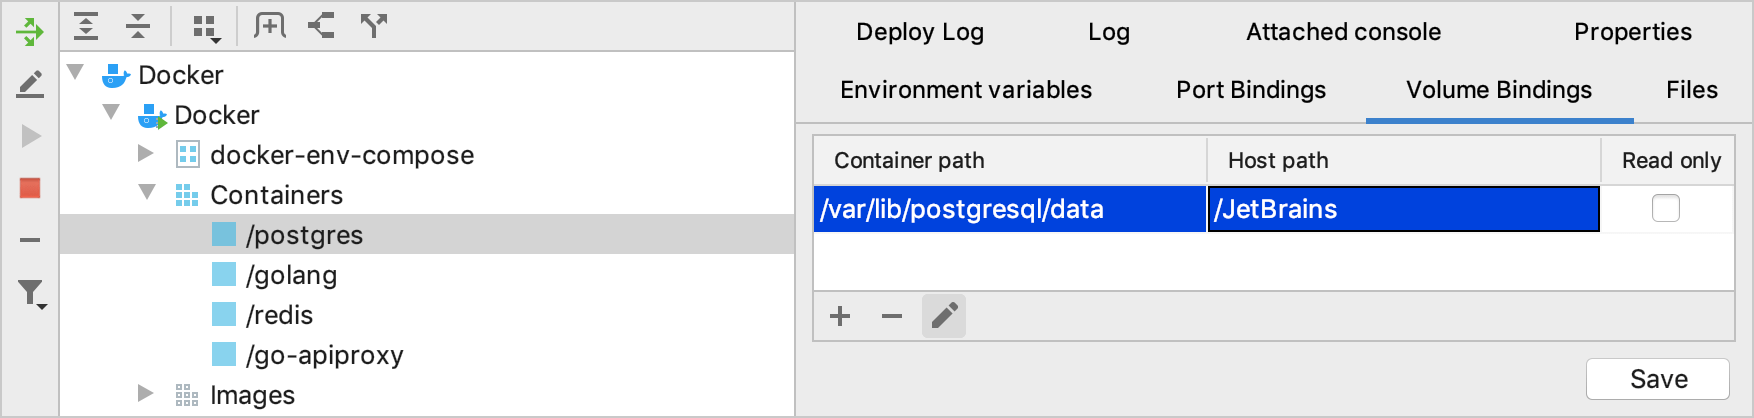 Docker
Docker
docker-env-compose
Containers
/postgres
/golang
/redis
/go-apiproxy
Images
Deploy Log Log Attached console Properties
Environment variables Port Bindings Volume Bindings Files
Container path Host path Read only
/var/lib/postgresql/data /JetBrains
Save